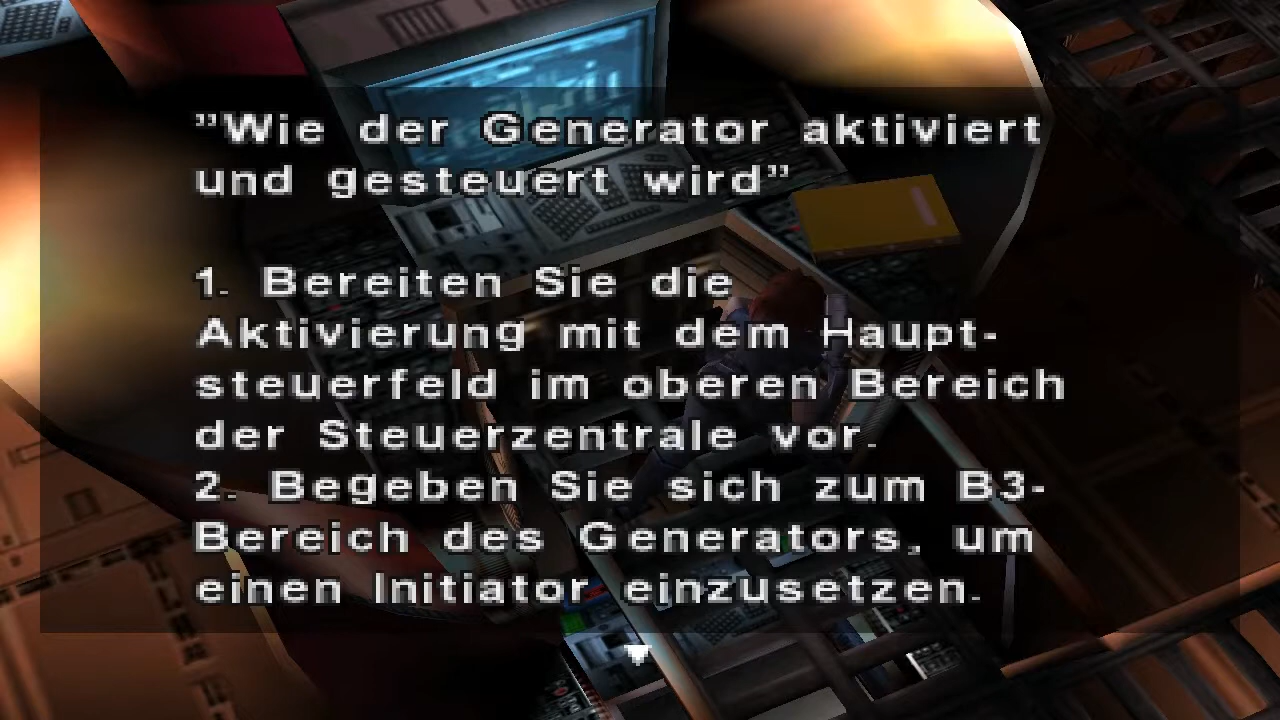 ”Wie der Generator aktiviert
und gesteuert wird”
1. Bereiten Sie die
Aktivierung mit dem Haupt-
steuerfeld im oberen Bereich
der Steuerzentrale vor.
2. Begeben Sie sich zum B3-
Bereich des Generators, um
einen Initiator einzusetzen.